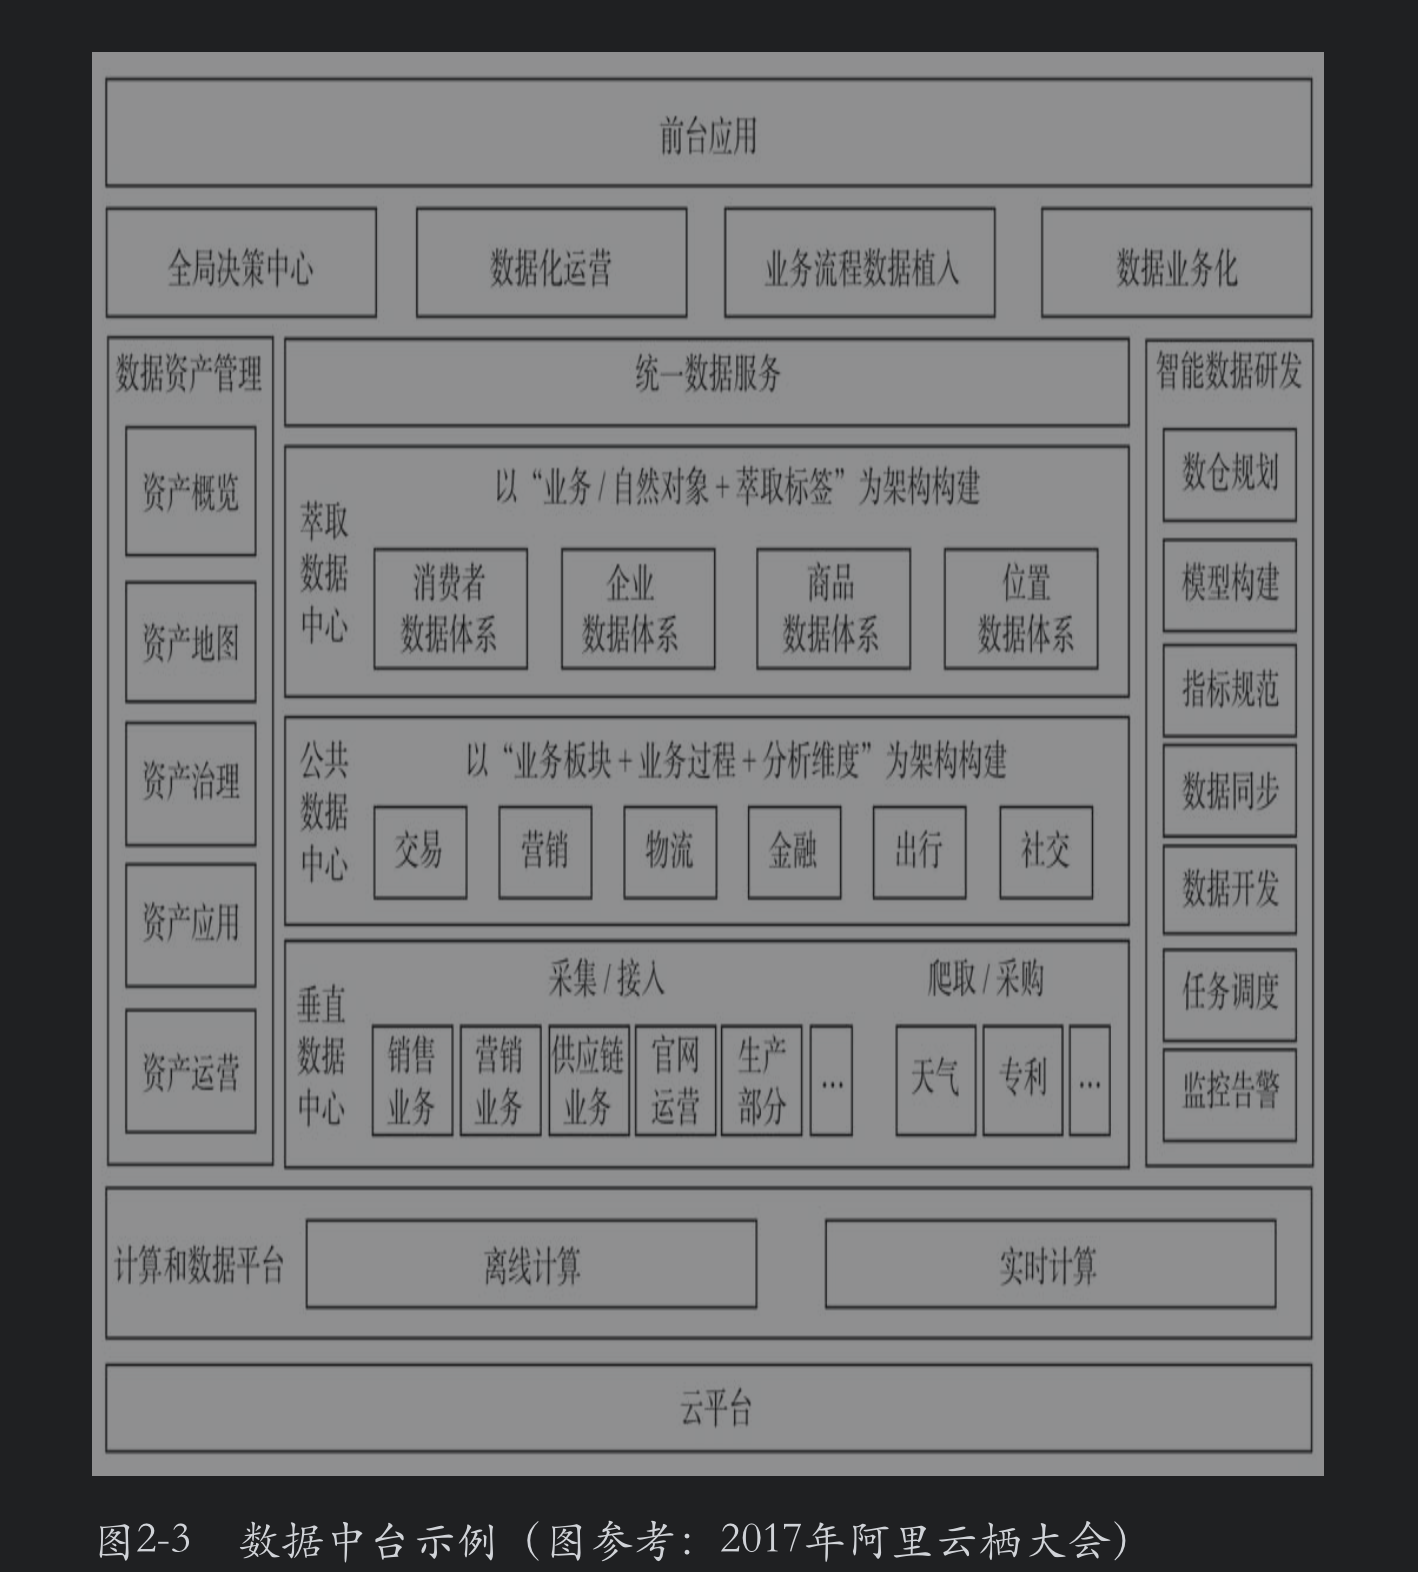 前台应用
全局决策中心
数据化运营
业务流程数据植入
数据业务化
数据资产管理
资产概览
资产地图
资产治理
资产应用
资产运营
统一数据服务
萃取
数据
中心
以“业务/自然对象+萃取标签”为架构构建
消费者
数据体系
企业
数据体系
商品
数据体系
位置
数据体系
公共
数据
中心
以“业务板块+业务过程+分析维度”为架构构建
交易
营销
物流
金融
出行
社交
垂直
数据
中心
采集/接入
销售
业务
营销
业务
供应链
业务
官网
运营
生产
部分
...
爬取/采购
天气
专利
...
智能数据研发
数仓规划
模型构建
指标规范
数据同步
数据开发
任务调度
监控告警
计算和数据平台
离线计算
实时计算
云平台
图2-3 数据中台示例（图参考：2017年阿里云栖大会）